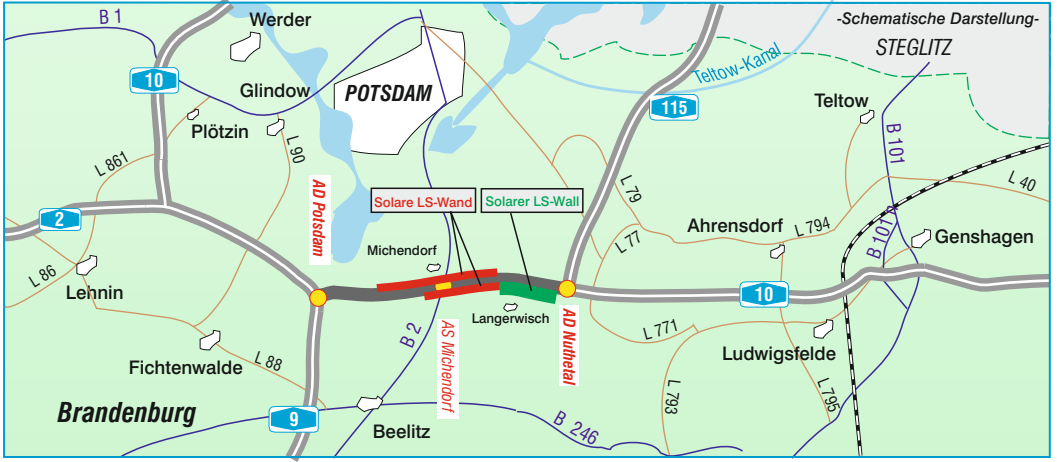 B 1
Werder
-Schematische Darstellung-
STEGLITZ
10
Glindow
POTSDAM
Teltow-Kanal
115
Teltow
Plötzin
L 90
L 861
B 101
AD Potsdam
Solare LS-Wand
Solarer LS-Wall
L 79
L 40
2
L 77
Ahrensdorf
L 794
B 101
Genshagen
Michendorf
L 86
Lehnin
10
Langerwisch
B 2
AS Michendorf
AD Nuthetal
L 771
Ludwigsfelde
Fichtenwalde
L 88
L 793
L 795
Brandenburg
9
Beelitz
B 246